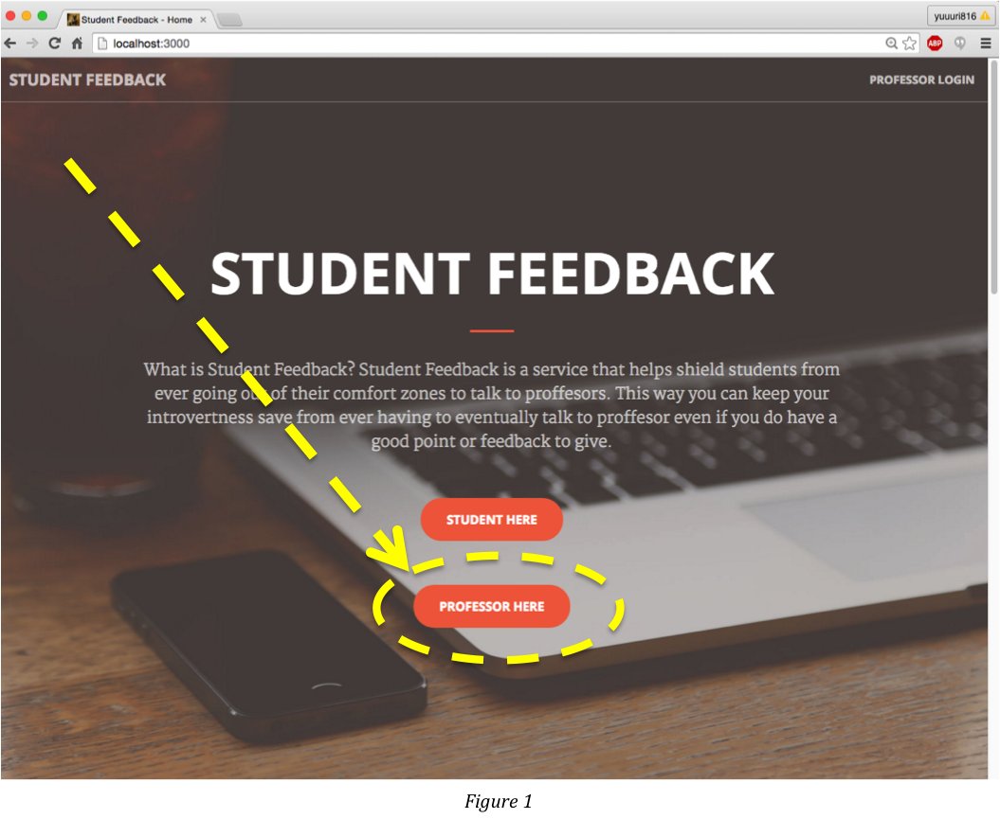 Student Feedback - Home
yuuuri816
localhost:3000
ABP
STUDENT FEEDBACK
PROFESSOR LOGIN
STUDENT FEEDBACK
What is Student Feedback? Student Feedback is a service that helps shield students from
ever going out of their comfort zones to talk to proffesors. This way you can keep your
introvertness save from ever having to eventually talk to proffesor even if you do have a
good point or feedback to give.
STUDENT HERE
PROFESSOR HERE
Figure 1